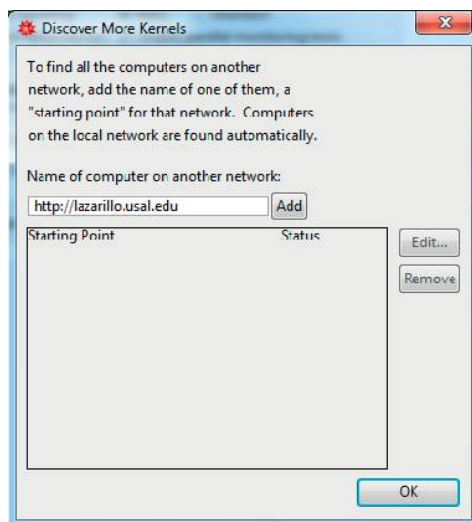 Discover More Kernels
To find all the computers on another
network, add the name of one of them, a
"starting point" for that network. Computers
on the local network are found automatically.
Name of computer on another network:
http://lazarillo.usal.edu Add
Starting Point Status
Edit...
Remove
OK